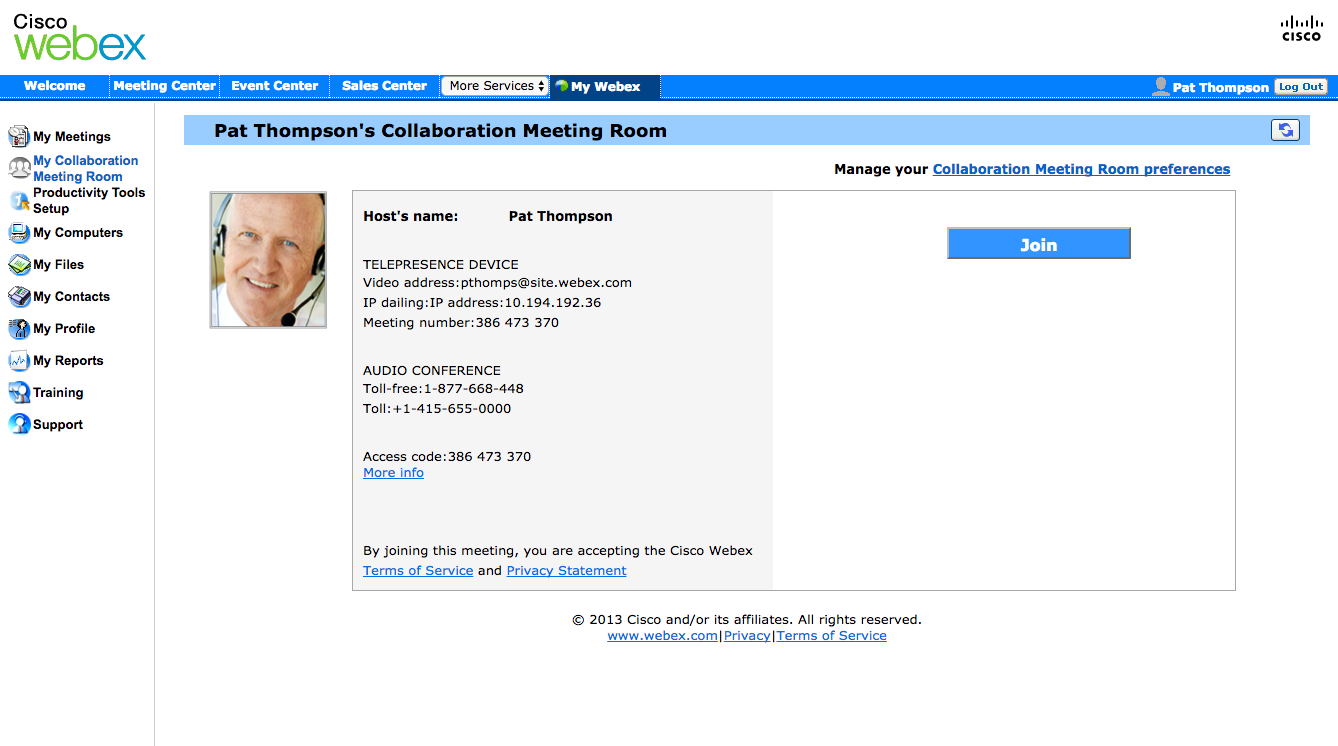 Cisco
webex
CISCO
Welcome
Meeting Center
Event Center
Sales Center
More Services
My Webex
Pat Thompson
Log Out
My Meetings
My Collaboration
Meeting Room
Productivity Tools
Setup
My Computers
My Files
My Contacts
My Profile
My Reports
Training
Support
Pat Thompson's Collaboration Meeting Room
Manage your Collaboration Meeting Room preferences
Host's name: Pat Thompson
TELEPRESENCE DEVICE
Video address:pthomps@site.webex.com
IP dailing:IP address:10.194.192.36
Meeting number:386 473 370
AUDIO CONFERENCE
Toll-free:1-877-668-448
Toll:+1-415-655-0000
Access code:386 473 370
More info
By joining this meeting, you are accepting the Cisco Webex
Terms of Service and Privacy Statement
Join
© 2013 Cisco and/or its affiliates. All rights reserved.
www.webex.com|Privacy|Terms of Service